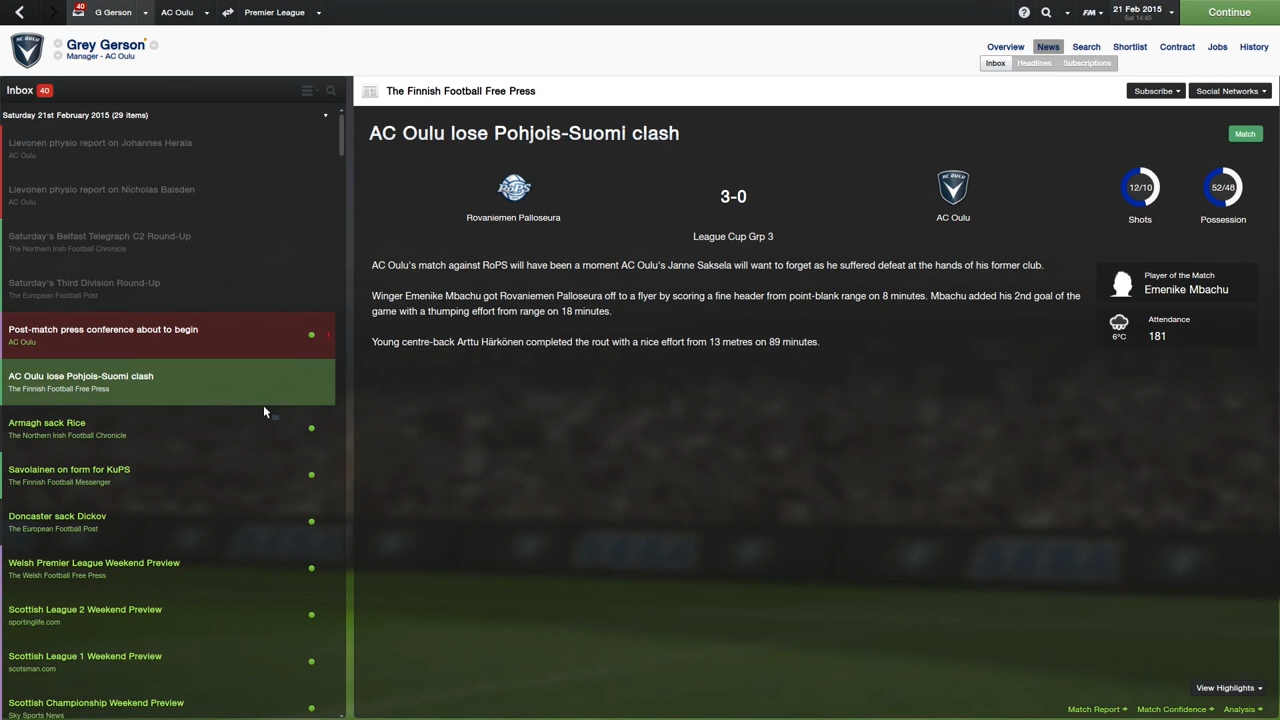 40
G Gerson
AC Oulu
Premier League
FM
21 Feb 2015
Sat 14:45
Continue
AC OULU
Grey Gerson
Manager - AC Oulu
Overview
News
Search
Shortlist
Contract
Jobs
History
Inbox
Headlines
Subscriptions
Inbox 40
Saturday 21st February 2015 (29 items)
Lievonen physio report on Johannes Herala
AC Oulu
Lievonen physio report on Nicholas Baisden
AC Oulu
Saturday's Belfast Telegraph C2 Round-Up
The Northern Irish Football Chronicle
Saturday's Third Division Round-Up
The European Football Post
Post-match press conference about to begin
AC Oulu
AC Oulu lose Pohjois-Suomi clash
The Finnish Football Free Press
Armagh sack Rice
The Northern Irish Football Chronicle
Savolainen on form for KuPS
The Finnish Football Messenger
Doncaster sack Dickov
The European Football Post
Welsh Premier League Weekend Preview
The Welsh Football Free Press
Scottish League 2 Weekend Preview
sportinglife.com
Scottish League 1 Weekend Preview
scotsman.com
Scottish Championship Weekend Preview
Sky Sports News
The Finnish Football Free Press
Subscribe
Social Networks
AC Oulu lose Pohjois-Suomi clash
Match
RoPS
Rovaniemen Palloseura
3-0
AC OULU
AC Oulu
League Cup Grp 3
12/10
Shots
52/48
Possession
AC Oulu's match against RoPS will have been a moment AC Oulu's Janne Saksela will want to forget as he suffered defeat at the hands of his former club.
Winger Emenike Mbachu got Rovaniemen Palloseura off to a flyer by scoring a fine header from point-blank range on 8 minutes. Mbachu added his 2nd goal of the
game with a thumping effort from range on 18 minutes.
Young centre-back Arttu Härkönen completed the rout with a nice effort from 13 metres on 89 minutes.
Player of the Match
Emenike Mbachu
6°C
Attendance
181
SEGA
SEGA
SEGA
View Highlights
Match Report
Match Confidence
Analysis